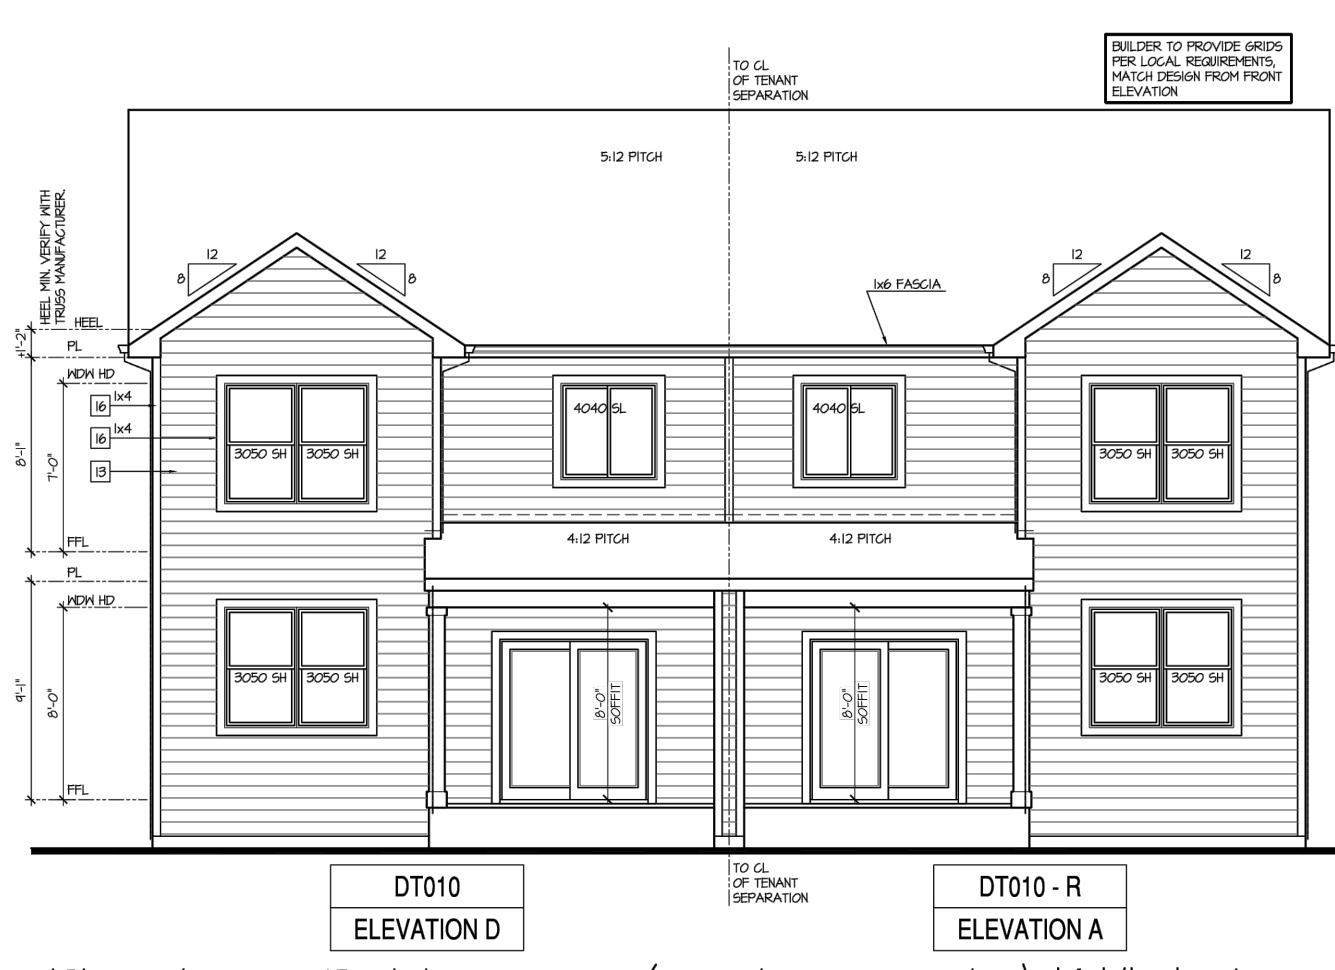 BUILDER TO PROVIDE GRIDS
PER LOCAL REQUIREMENTS,
MATCH DESIGN FROM FRONT
ELEVATION
TO CL
OF TENANT
SEPARATION
5:12 PITCH
5:12 PITCH
HEEL MIN. VERIFY WITH
TRUSS MANUFACTURER.
12
8
12
8
12
8
12
8
1x6 FASCIA
HEEL
±1'-2"
PL
WDW HD
16
1x4
16
1x4
13
8'-1"
7'-0"
3050 SH
3050 SH
4040 SL
4040 SL
3050 SH
3050 SH
FFL
4:12 PITCH
4:12 PITCH
PL
WDW HD
9'-1"
8'-0"
3050 SH
3050 SH
8'-0"
SOFFIT
8'-0"
SOFFIT
3050 SH
3050 SH
FFL
TO CL
OF TENANT
SEPARATION
DT010
ELEVATION D
DT010 - R
ELEVATION A